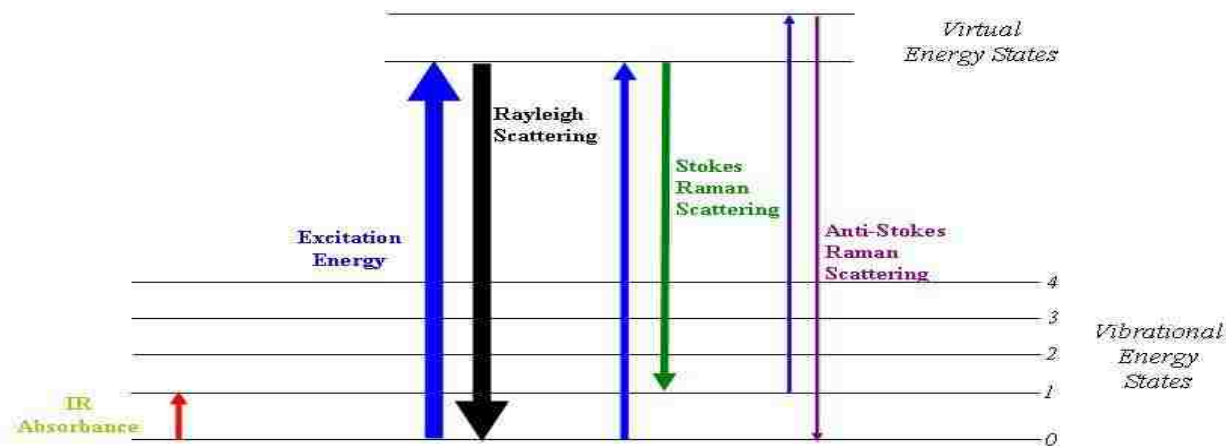 Virtual
Energy States
Rayleigh
Scattering
Stokes
Raman
Scattering
Excitation
Energy
Anti-Stokes
Raman
Scattering
4
3
2
1
0
Vibrational
Energy
States
IR
Absorbance